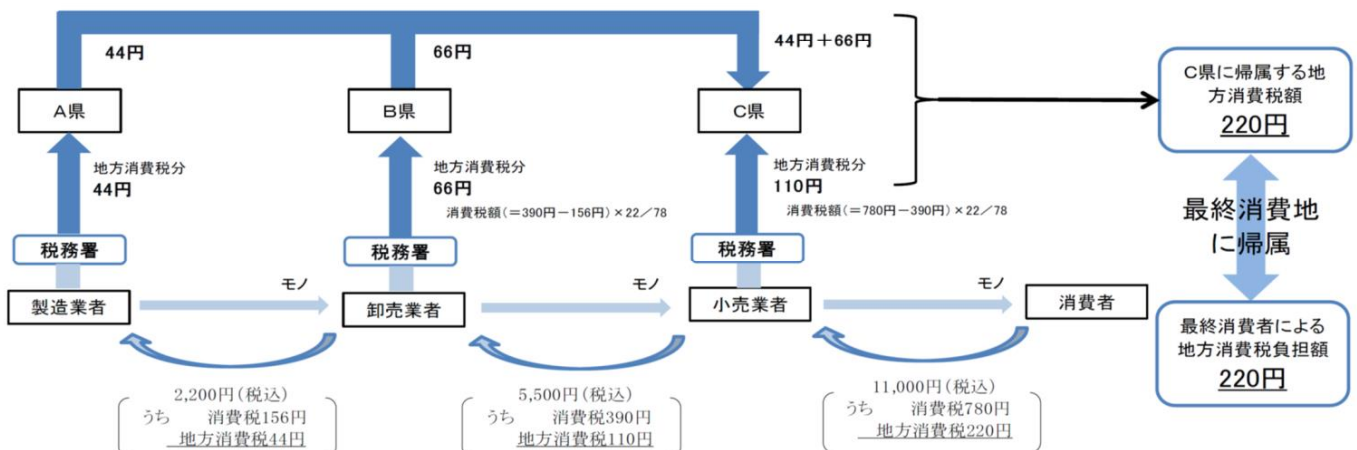 44円
66円
44円+66円
A県
B県
C県
地方消費税分
44円
地方消費税分
66円
消費税額(=390円-156円)×22/78
地方消費税分
110円
消費税額(=780円-390円)×22/78
税務署
税務署
税務署
製造業者
モノ
卸売業者
モノ
小売業者
モノ
消費者
2,200円(税込)
うち 消費税156円
地方消費税44円
5,500円(税込)
うち 消費税390円
地方消費税110円
11,000円(税込)
うち 消費税780円
地方消費税220円
C県に帰属する地
方消費税額
220円
最終消費地
に帰属
最終消費者による
地方消費税負担額
220円